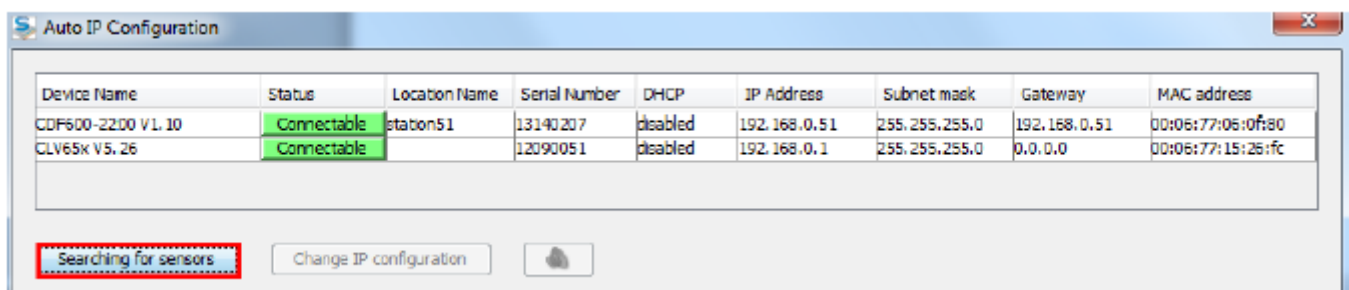 Auto IP Configuration
Device Name Status Location Name Serial Number DHCP IP Address Subnet mask Gateway MAC address
CDF600-2200 V1.10 Connectable station51 13140207 disabled 192.168.0.51 255.255.255.0 192.168.0.51 00:06:77:06:0f:80
CLV65x V5.26 Connectable 12090051 disabled 192.168.0.1 255.255.255.0 0.0.0.0 00:06:77:15:26:fc
Searching for sensors Change IP configuration